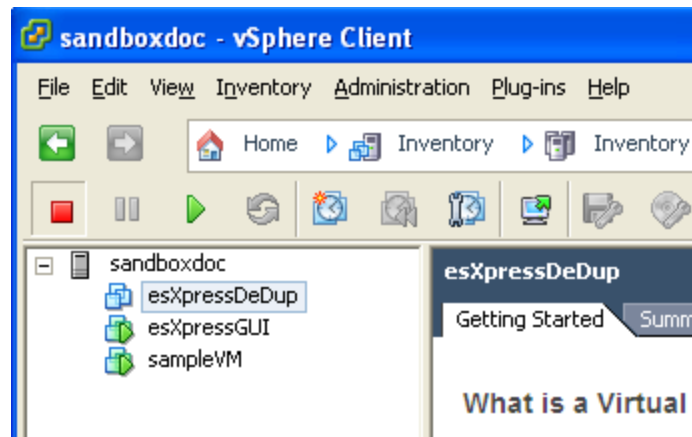 sandboxdoc - vSphere Client
File Edit View Inventory Administration Plug-ins Help
Home Inventory Inventory
sandboxdoc
esXpressDeDup
esXpressGUI
sampleVM
esXpressDeDup
Getting Started Summ
What is a Virtual